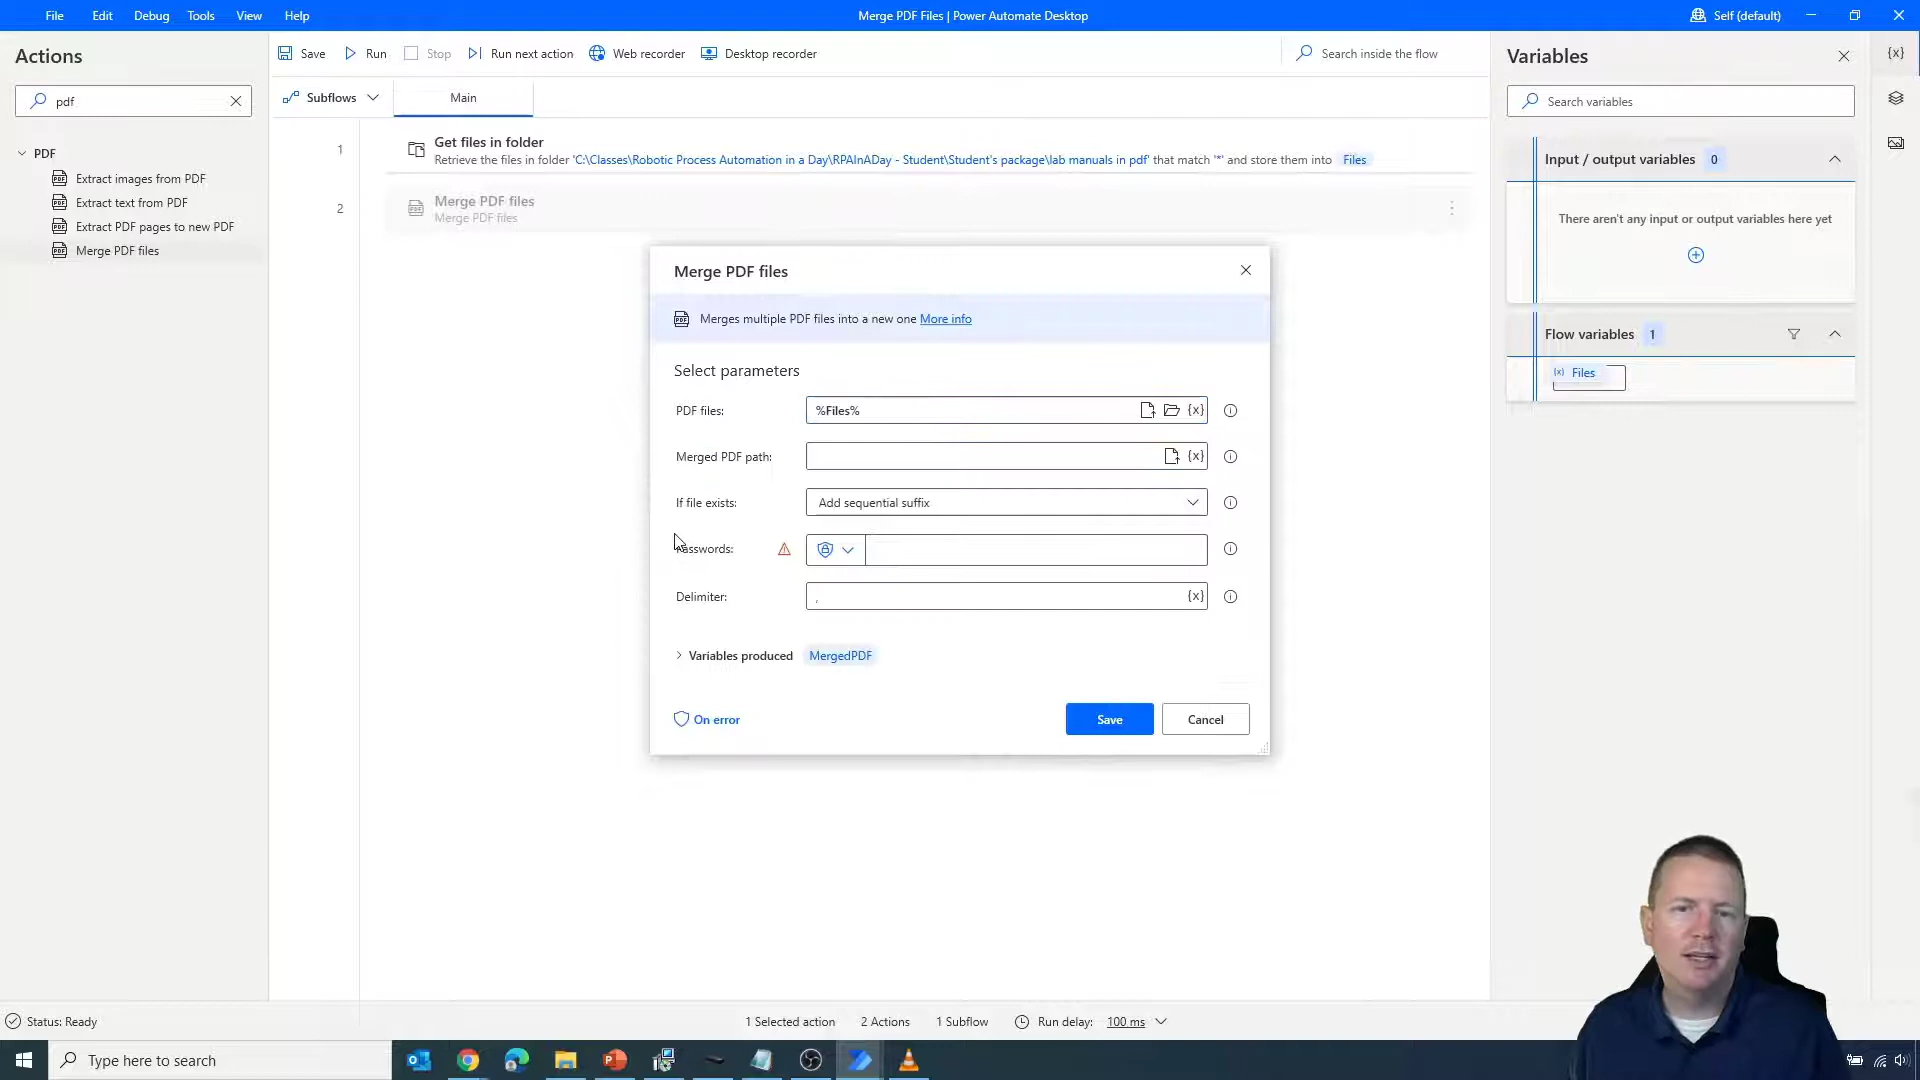 File Edit Debug Tools View Help
Merge PDF Files | Power Automate Desktop
Self (default)
Actions
pdf
PDF
Extract images from PDF
Extract text from PDF
Extract PDF pages to new PDF
Merge PDF files
Save Run Stop Run next action Web recorder Desktop recorder
Search inside the flow
Subflows Main
1
Get files in folder
Retrieve the files in folder 'C:\Classes\Robotic Process Automation in a Day\RPAInADay - Student\Student's package\lab manuals in pdf' that match '*' and store them into Files
2
Merge PDF files
Merge PDF files
Merge PDF files
Merges multiple PDF files into a new one More info
Select parameters
PDF files: %Files% {x}
Merged PDF path: {x}
If file exists: Add sequential suffix
Passwords:
Delimiter: , {x}
Variables produced MergedPDF
On error
Save Cancel
Variables
{x}
Search variables
Input / output variables 0
There aren't any input or output variables here yet
Flow variables 1
(x) Files
Status: Ready
1 Selected action 2 Actions 1 Subflow Run delay: 100 ms
Type here to search